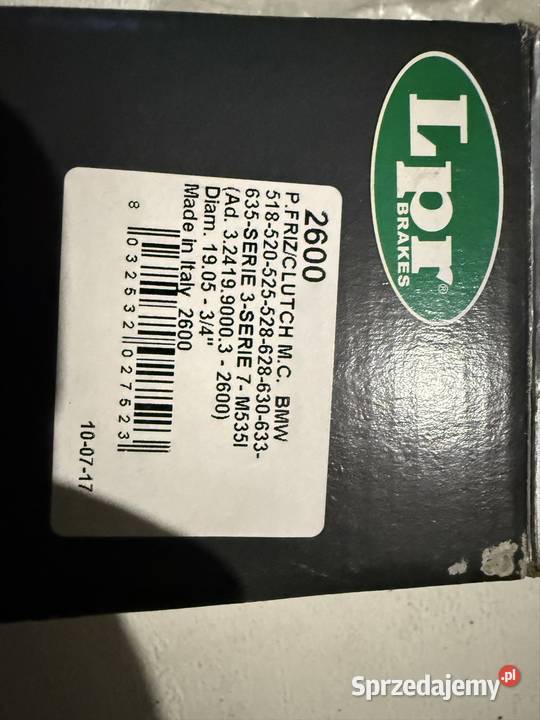 Lpr®
BRAKES
2600
P.FRIZ/CLUTCH M.C. BMW
518-520-525-528-628-630-633-
635-SERIE 3-SERIE 7- M535I
(Ad. 3.2419.9000.3 - 2600)
Diam. 19.05 - 3/4"
Made in Italy 2600
8 032532 027523
10-07-17
Sprzedajemy.pl